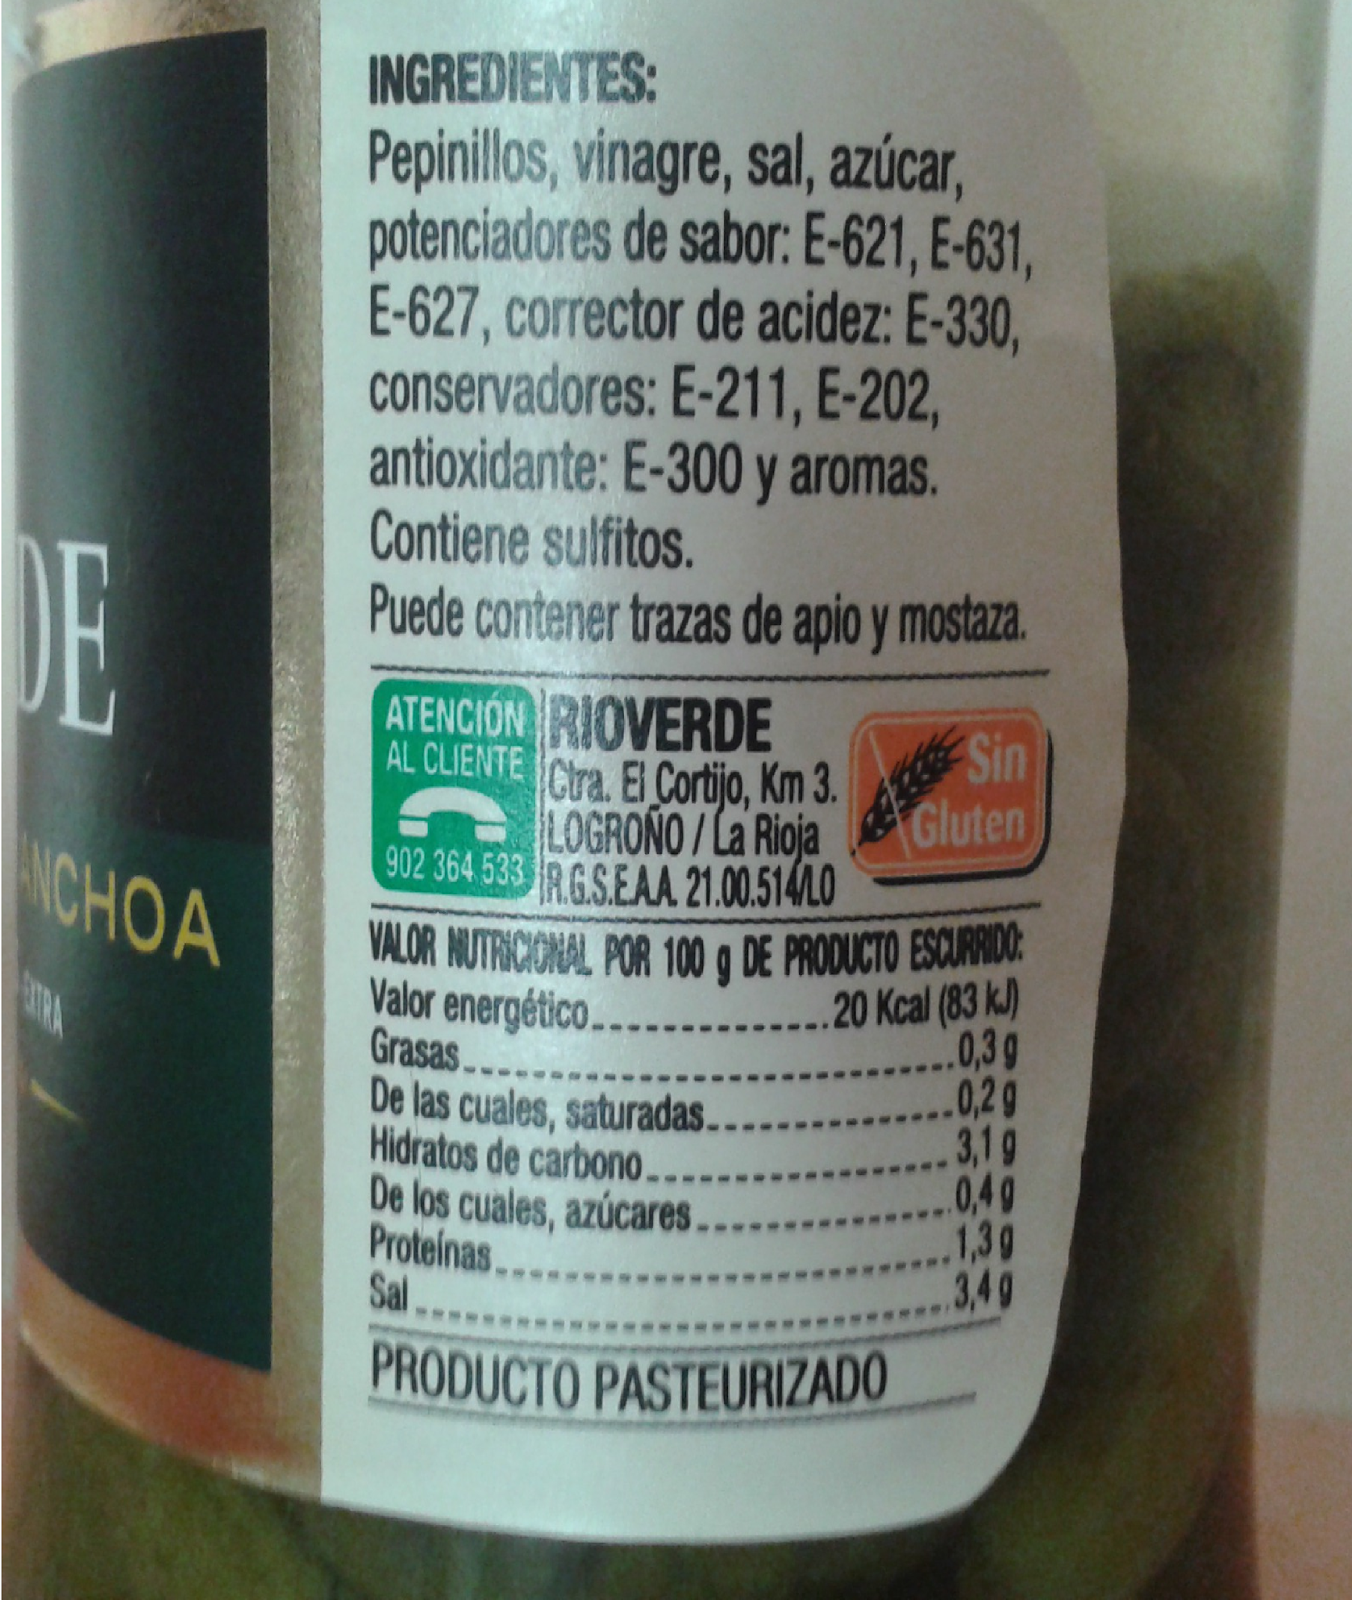 DE
ANCHOA
EXTRA
INGREDIENTES:
Pepinillos, vinagre, sal, azúcar,
potenciadores de sabor: E-621, E-631,
E-627, corrector de acidez: E-330,
conservadores: E-211, E-202,
antioxidante: E-300 y aromas.
Contiene sulfitos.
Puede contener trazas de apio y mostaza.
ATENCIÓN
AL CLIENTE
902 364 533
RIOVERDE
Ctra. El Cortijo, Km 3.
LOGROÑO / La Rioja
R.G.S.E.A.A. 21.00.514/LO
Sin
Gluten
VALOR NUTRICIONAL POR 100 g DE PRODUCTO ESCURRIDO:
Valor energético 20 Kcal (83 kJ)
Grasas 0,3 g
De las cuales, saturadas 0,2 g
Hidratos de carbono 3,1 g
De los cuales, azúcares 0,4 g
Proteínas 1,3 g
Sal 3,4 g
PRODUCTO PASTEURIZADO